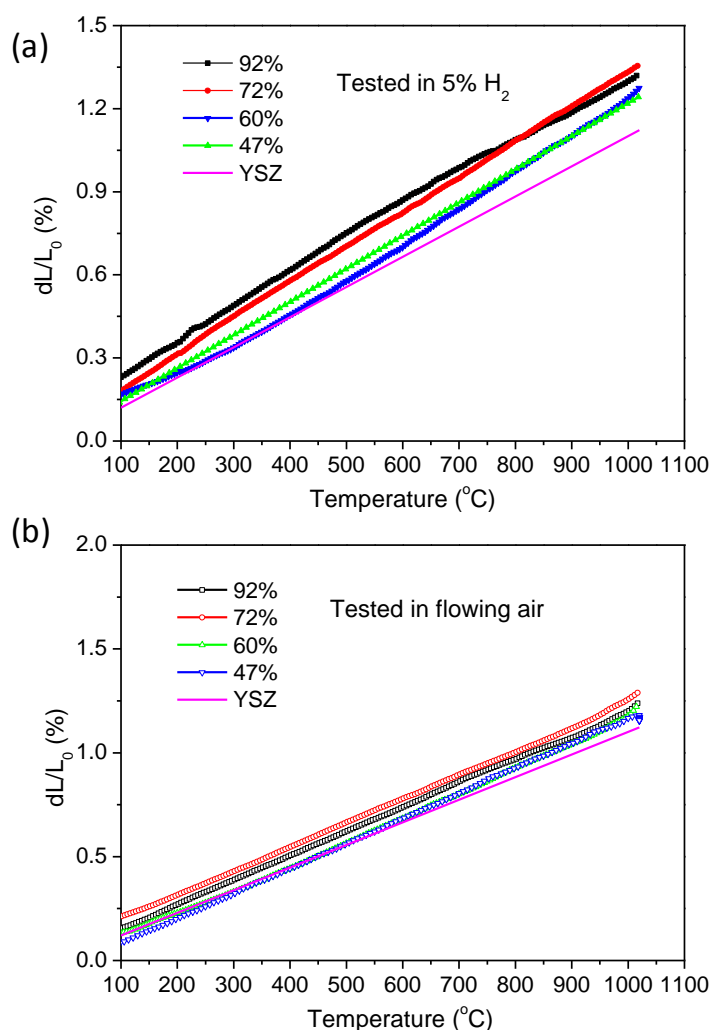 (a)
1.5
1.2
0.9
0.6
0.3
0.0
dL/L₀ (%)
92%
72%
60%
47%
YSZ
Tested in 5% H₂
100 200 300 400 500 600 700 800 900 1000 1100
Temperature (°C)
(b)
2.0
1.5
1.0
0.5
0.0
dL/L₀ (%)
92%
72%
60%
47%
YSZ
Tested in flowing air
100 200 300 400 500 600 700 800 900 1000 1100
Temperature (°C)